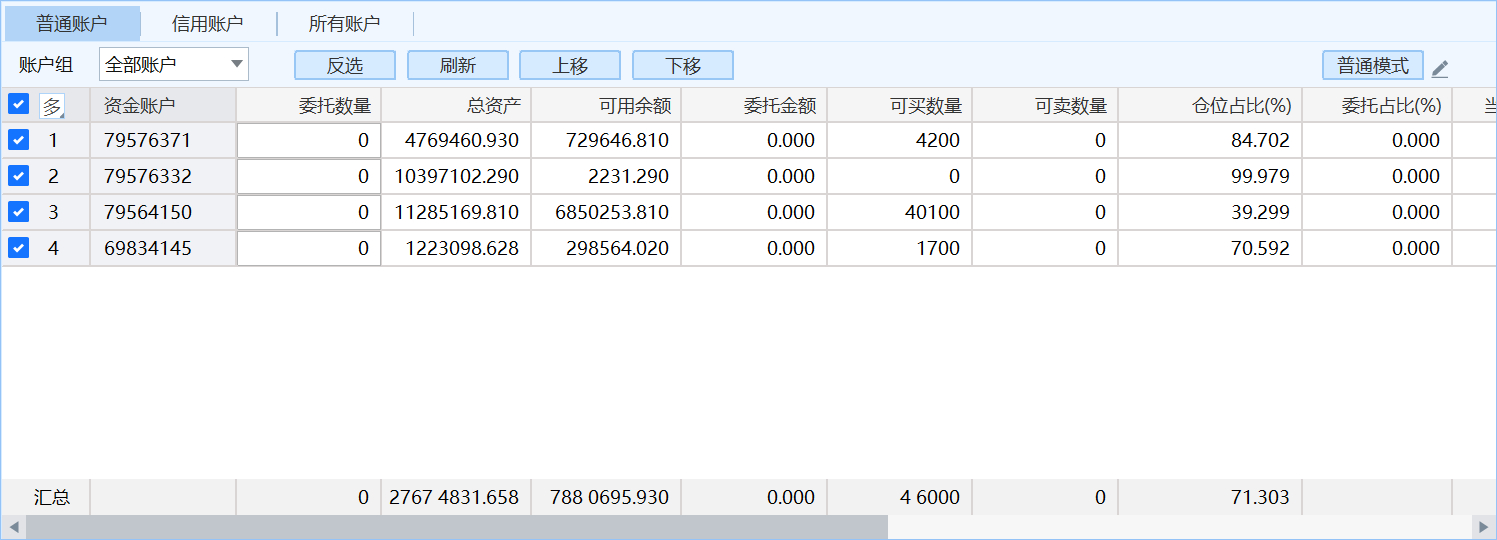 普通账户 信用账户 所有账户
账户组 全部账户 反选 刷新 上移 下移 普通模式
多 资金账户 委托数量 总资产 可用余额 委托金额 可买数量 可卖数量 仓位占比(%) 委托占比(%)
1 79576371 0 4769460.930 729646.810 0.000 4200 0 84.702 0.000
2 79576332 0 10397102.290 2231.290 0.000 0 0 99.979 0.000
3 79564150 0 11285169.810 6850253.810 0.000 40100 0 39.299 0.000
4 69834145 0 1223098.628 298564.020 0.000 1700 0 70.592 0.000
汇总 0 2767 4831.658 788 0695.930 0.000 4 6000 0 71.303